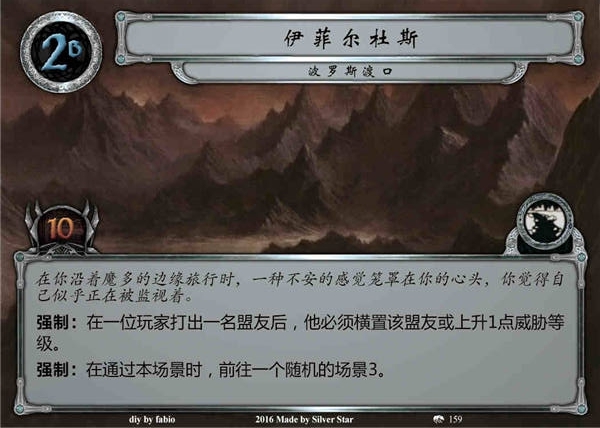 2B
伊菲尔杜斯
波罗斯渡口
10
在你沿着魔多的边缘旅行时，一种不安的感觉笼罩在你的心头，你觉得自
己似乎正在被监视着。
强制：在一位玩家打出一名盟友后，他必须横置该盟友或上升1点威胁等
级。
强制：在通过本场景时，前往一个随机的场景3。
diy by fabio
2016 Made by Silver Star
159